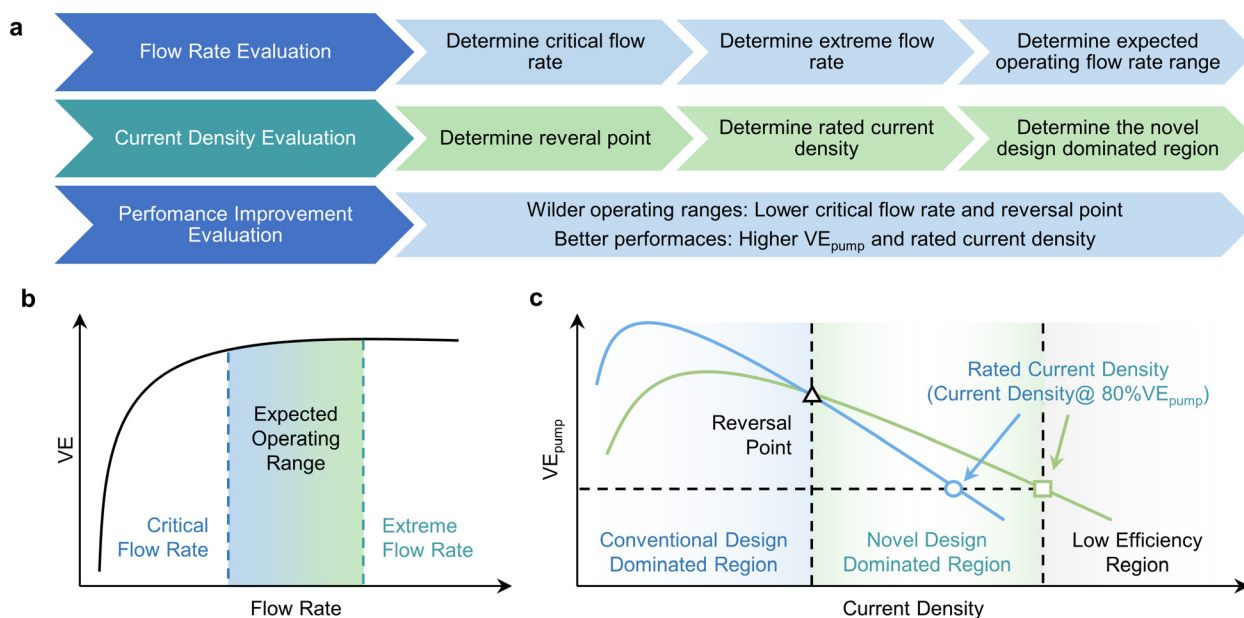 a
Flow Rate Evaluation
Determine critical flow
rate
Determine extreme flow
rate
Determine expected
operating flow rate range
Current Density Evaluation
Determine reveral point
Determine rated current
density
Determine the novel
design dominated region
Perfomance Improvement
Evaluation
Wilder operating ranges: Lower critical flow rate and reversal point
Better performaces: Higher VEpump and rated current density
b
VE
Expected
Operating
Range
Critical
Flow Rate
Extreme
Flow Rate
Flow Rate
c
VEpump
Rated Current Density
(Current Density@ 80%VEpump)
Reversal
Point
Conventional Design
Dominated Region
Novel Design
Dominated Region
Low Efficiency
Region
Current Density